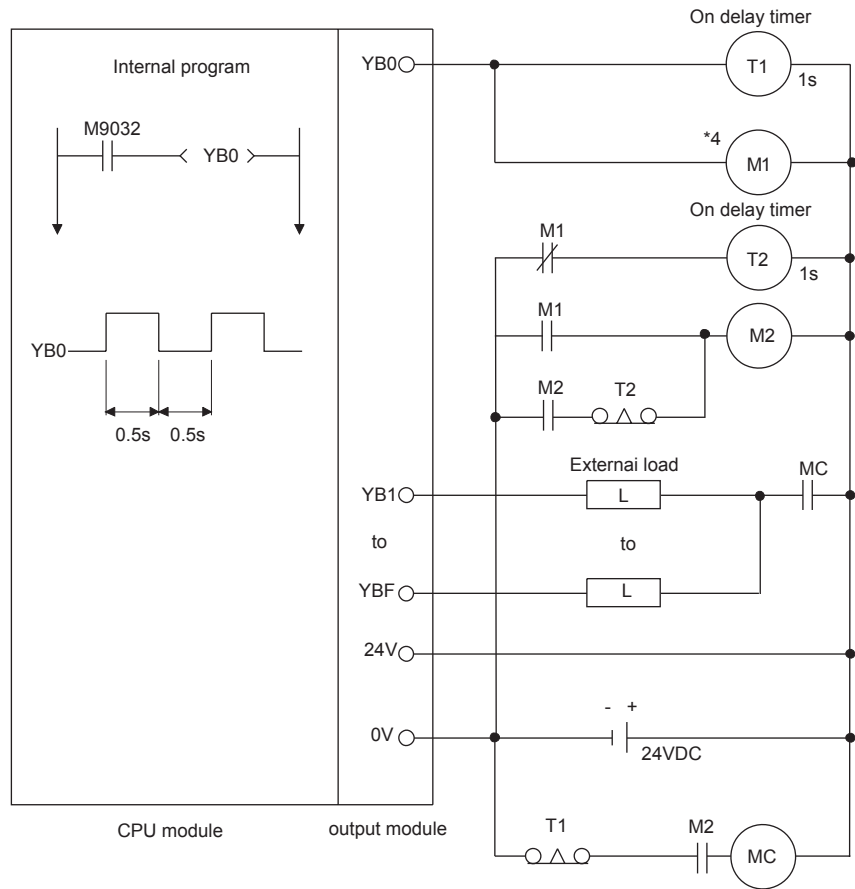 On delay timer
Internal program
YB0
T1
1s
M9032
YB0
*4
M1
On delay timer
M1
T2
1s
M1
M2
YB0
M2
T2
0.5s
0.5s
Externai load
MC
YB1
L
to
to
YBF
L
24V
- +
0V
24VDC
CPU module
output module
T1
M2
MC